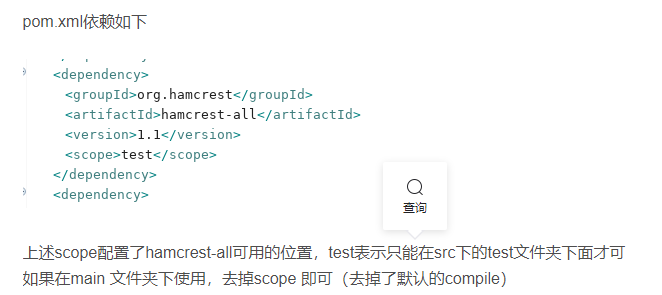 pom.xml依赖如下
<dependency>
<groupId>org.hamcrest</groupId>
<artifactId>hamcrest-all</artifactId>
<version>1.1</version>
<scope>test</scope>
</dependency>
<dependency>
查询
上述scope配置了hamcrest-all可用的位置，test表示只能在src下的test文件夹下面才可
如果在main 文件夹下使用，去掉scope 即可（去掉了默认的compile）